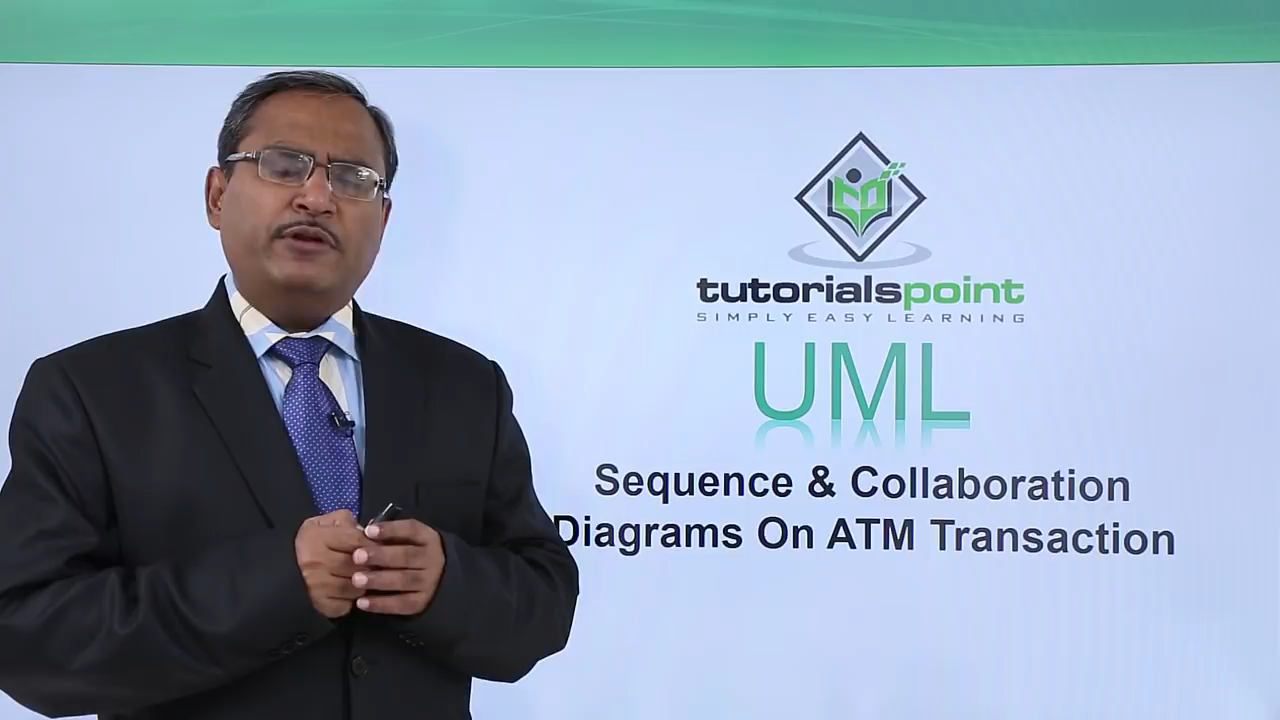 tutorialspoint
SIMPLY EASY LEARNING
UML
Sequence & Collaboration
Diagrams On ATM Transaction